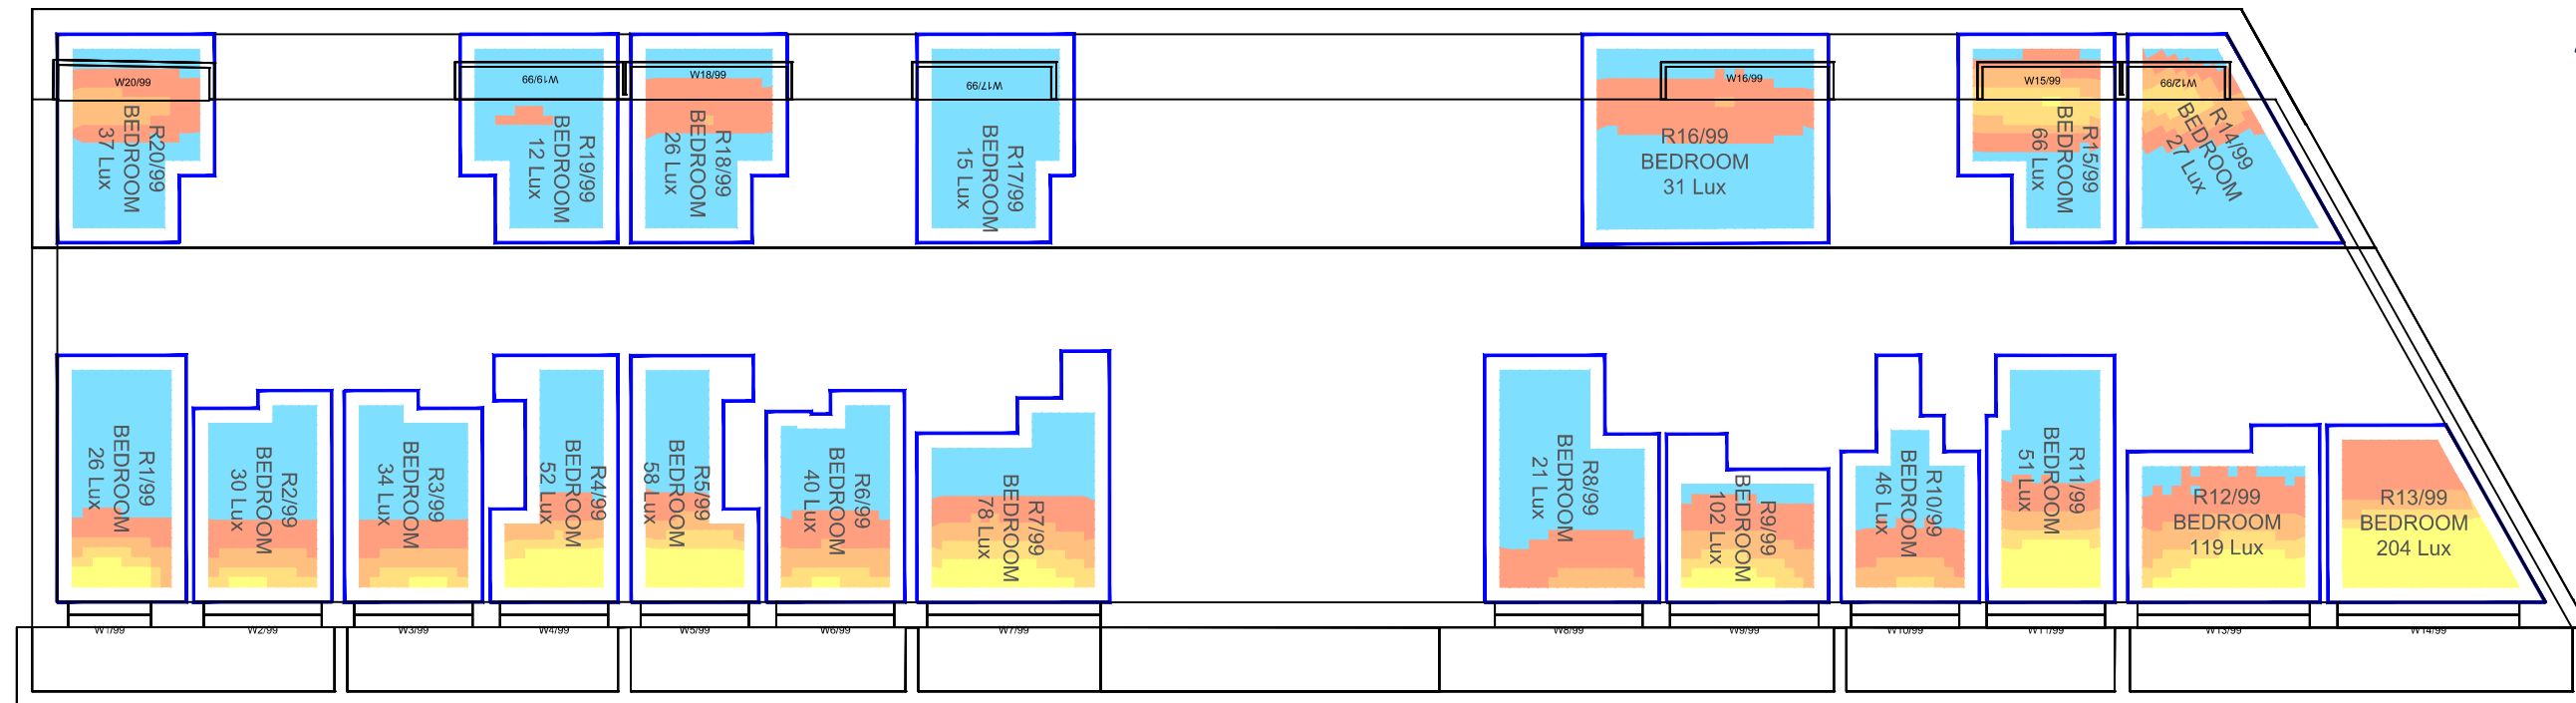 W20/99
R20/99
BEDROOM
37 Lux
W19/99
R19/99
BEDROOM
12 Lux
W18/99
R18/99
BEDROOM
26 Lux
W17/99
R17/99
BEDROOM
15 Lux
W16/99
R16/99
BEDROOM
31 Lux
W15/99
R15/99
BEDROOM
66 Lux
W12/99
R14/99
BEDROOM
27 Lux
R1/99
BEDROOM
26 Lux
R2/99
BEDROOM
30 Lux
R3/99
BEDROOM
34 Lux
R4/99
BEDROOM
52 Lux
R5/99
BEDROOM
58 Lux
R6/99
BEDROOM
40 Lux
R7/99
BEDROOM
78 Lux
R8/99
BEDROOM
21 Lux
R9/99
BEDROOM
102 Lux
R10/99
BEDROOM
46 Lux
R11/99
BEDROOM
51 Lux
R12/99
BEDROOM
119 Lux
R13/99
BEDROOM
204 Lux
W1/99
W2/99
W3/99
W4/99
W5/99
W6/99
W7/99
W8/99
W9/99
W10/99
W11/99
W13/99
W14/99